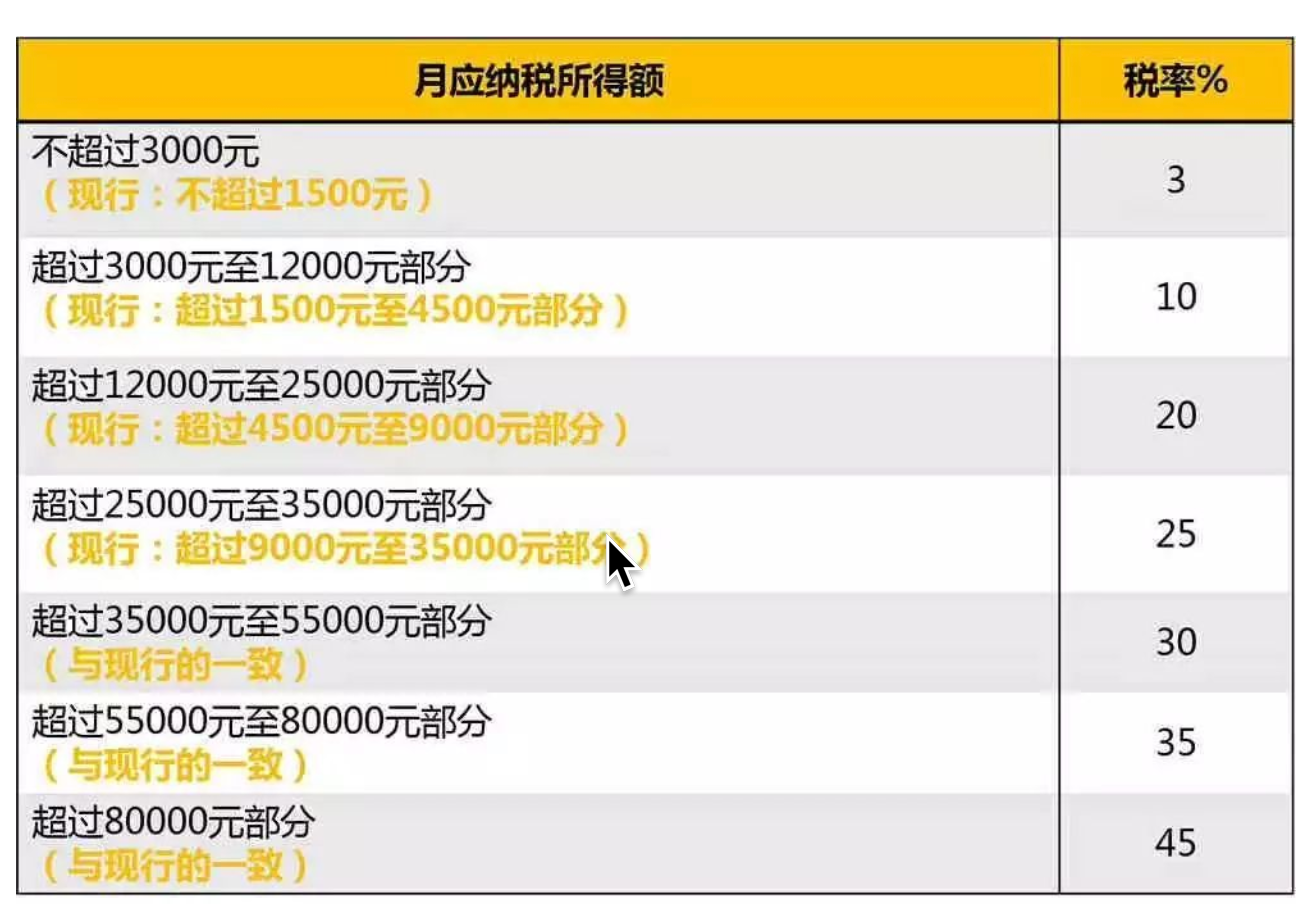 月应纳税所得额 税率%
不超过3000元
（现行：不超过1500元）
3
超过3000元至12000元部分
（现行：超过1500元至4500元部分）
10
超过12000元至25000元部分
（现行：超过4500元至9000元部分）
20
超过25000元至35000元部分
（现行：超过9000元至35000元部分）
25
超过35000元至55000元部分
（与现行的一致）
30
超过55000元至80000元部分
（与现行的一致）
35
超过80000元部分
（与现行的一致）
45